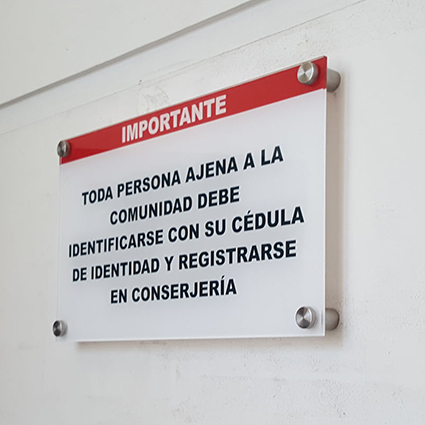 IMPORTANTE
TODA PERSONA AJENA A LA
COMUNIDAD DEBE
IDENTIFICARSE CON SU CÉDULA
DE IDENTIDAD Y REGISTRARSE
EN CONSERJERÍA